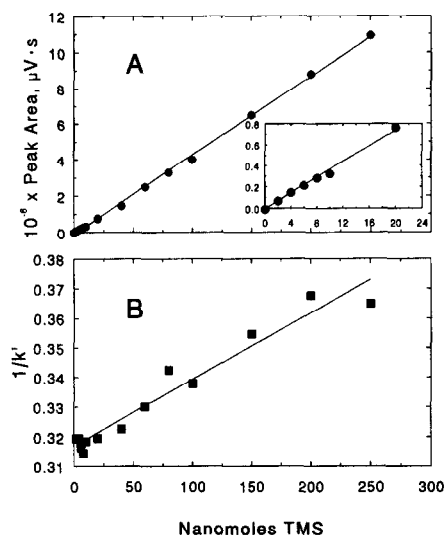 A
10⁻⁶ x Peak Area, μV·s
12
10
8
6
4
2
0
0.8
0.6
0.4
0.2
0.0
0 4 8 12 16 20 24
B
1/k'
0.38
0.37
0.36
0.35
0.34
0.33
0.32
0.31
0 50 100 150 200 250 300
Nanomoles TMS